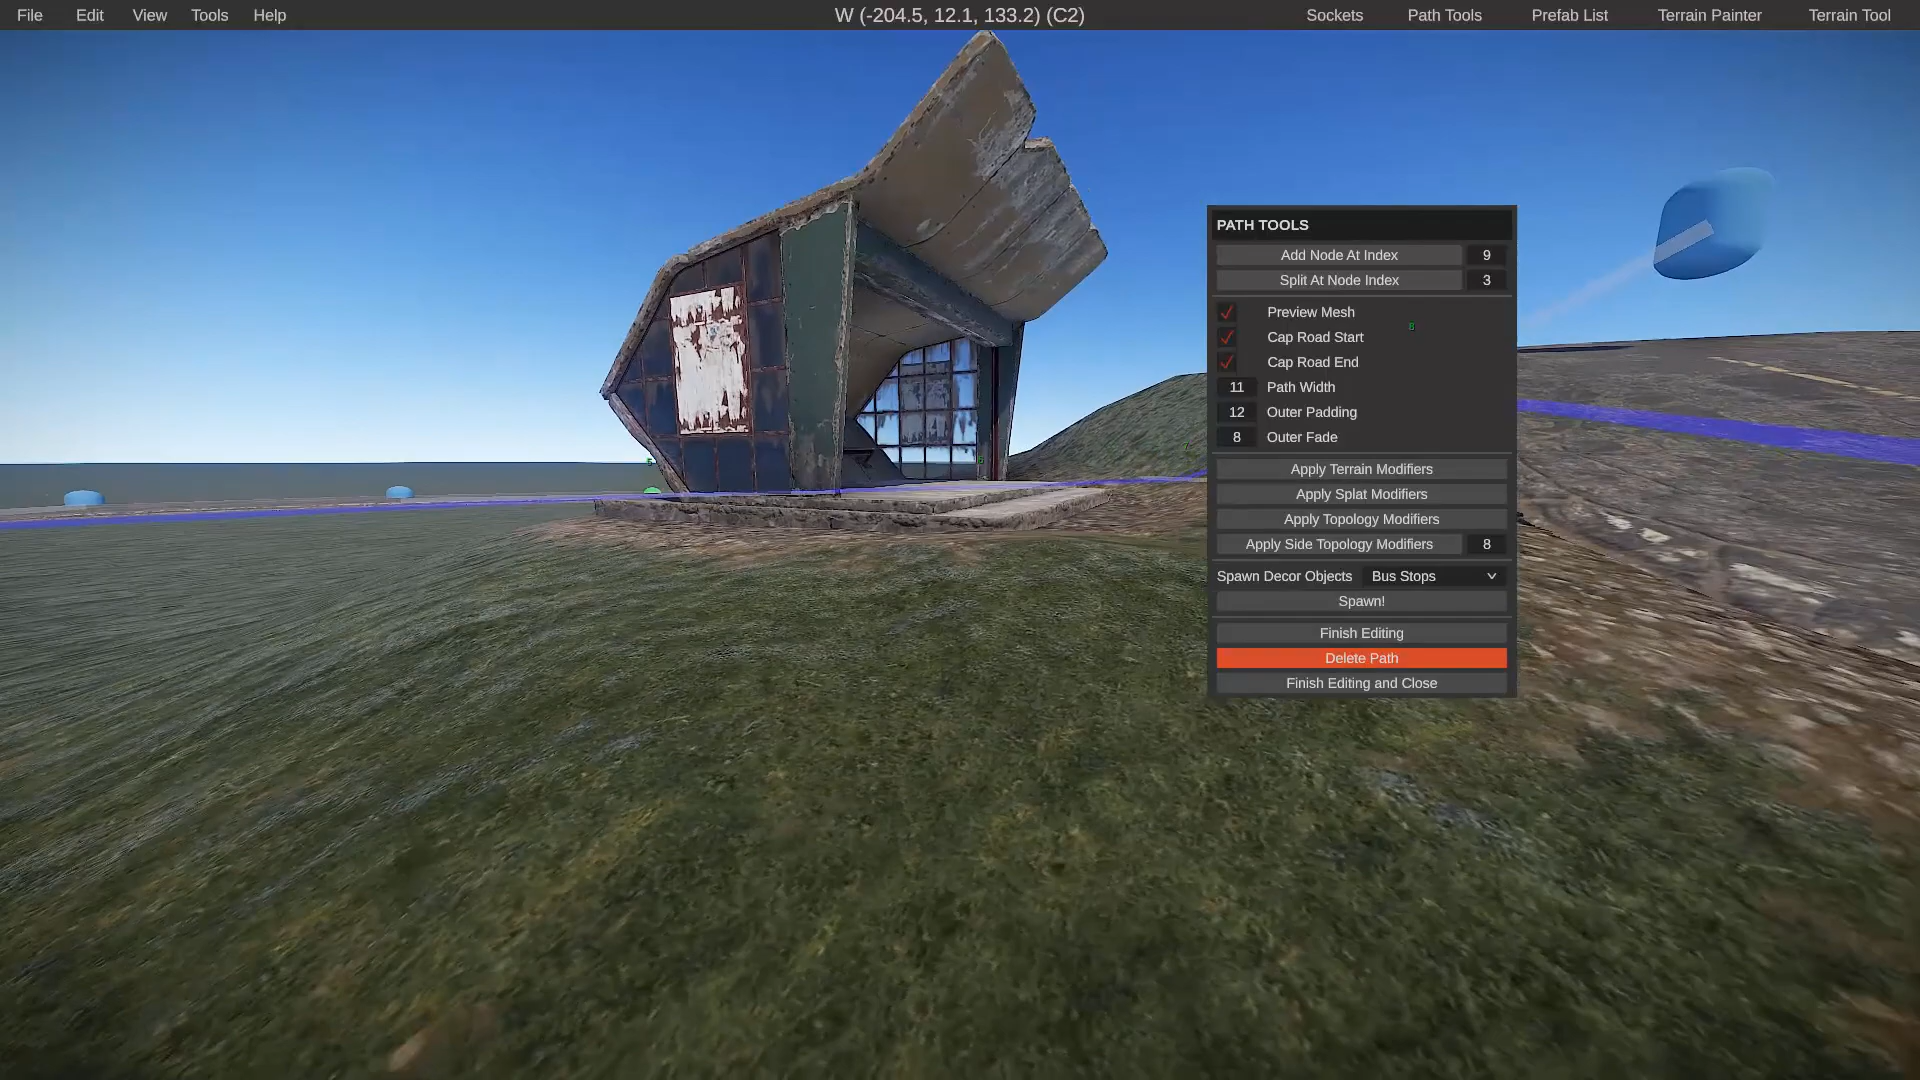 File Edit View Tools Help W (-204.5, 12.1, 133.2) (C2) Sockets Path Tools Prefab List Terrain Painter Terrain Tool
PATH TOOLS
Add Node At Index 9
Split At Node Index 3
Preview Mesh
8
Cap Road Start
Cap Road End
11 Path Width
12 Outer Padding
8 Outer Fade
Apply Terrain Modifiers
Apply Splat Modifiers
Apply Topology Modifiers
Apply Side Topology Modifiers 8
Spawn Decor Objects Bus Stops
Spawn!
Finish Editing
Delete Path
Finish Editing and Close